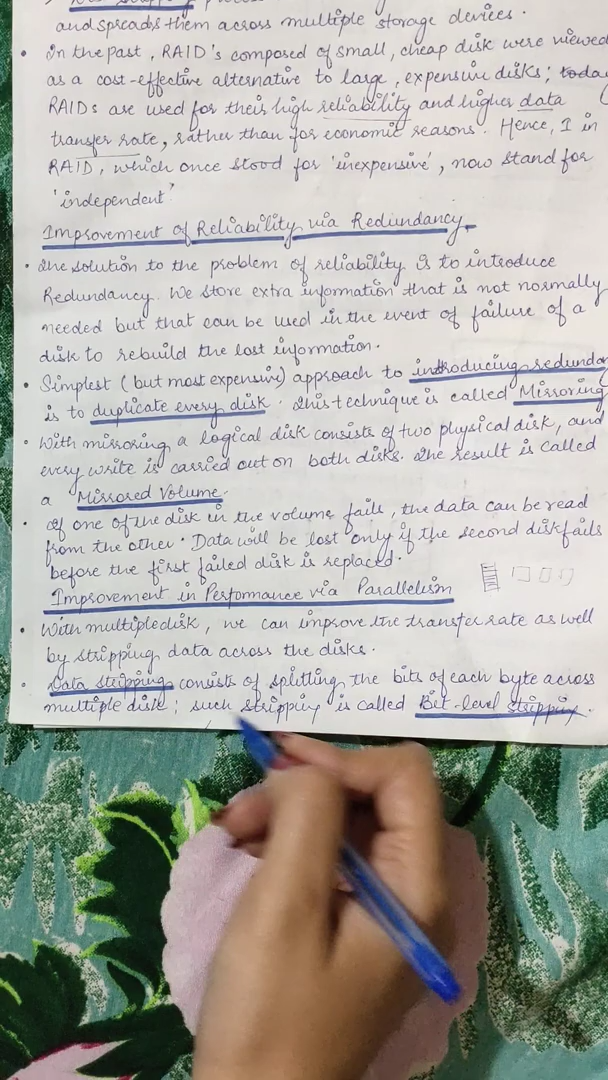 and spreads them across multiple storage devices.
• In the past, RAID's composed of small, cheap disk were viewed
as a cost-effective alternative to large, expensive disks; today
RAIDs are used for their high reliability and higher data
transfer rate, rather than for economic reasons. Hence, I in
RAID, which once stood for 'inexpensive', now stand for
'independent'
Improvement of Reliability via Redundancy.
• The solution to the problem of reliability is to introduce
Redundancy. We store extra information that is not normally
needed but that can be used in the event of failure of a
disk to rebuild the lost information.
• Simplest (but most expensive) approach to introducing redundan
is to duplicate every disk. This technique is called Mirroring
• With mirroring a logical disk consists of two physical disk, and
every write is carried out on both disks. The result is called
a Mirrored Volume.
• If one of the disk in the volume fails, the data can be read
from the other. Data will be lost only if the second disk fails
before the first failed disk is replaced.
Improvement in Performance via Parallelism
• With multiple disk, we can improve the transfer rate as well
by stripping data across the disks.
• Data stripping consists of splitting the bits of each byte across
multiple disk; such stripping is called Bit-level stripping.